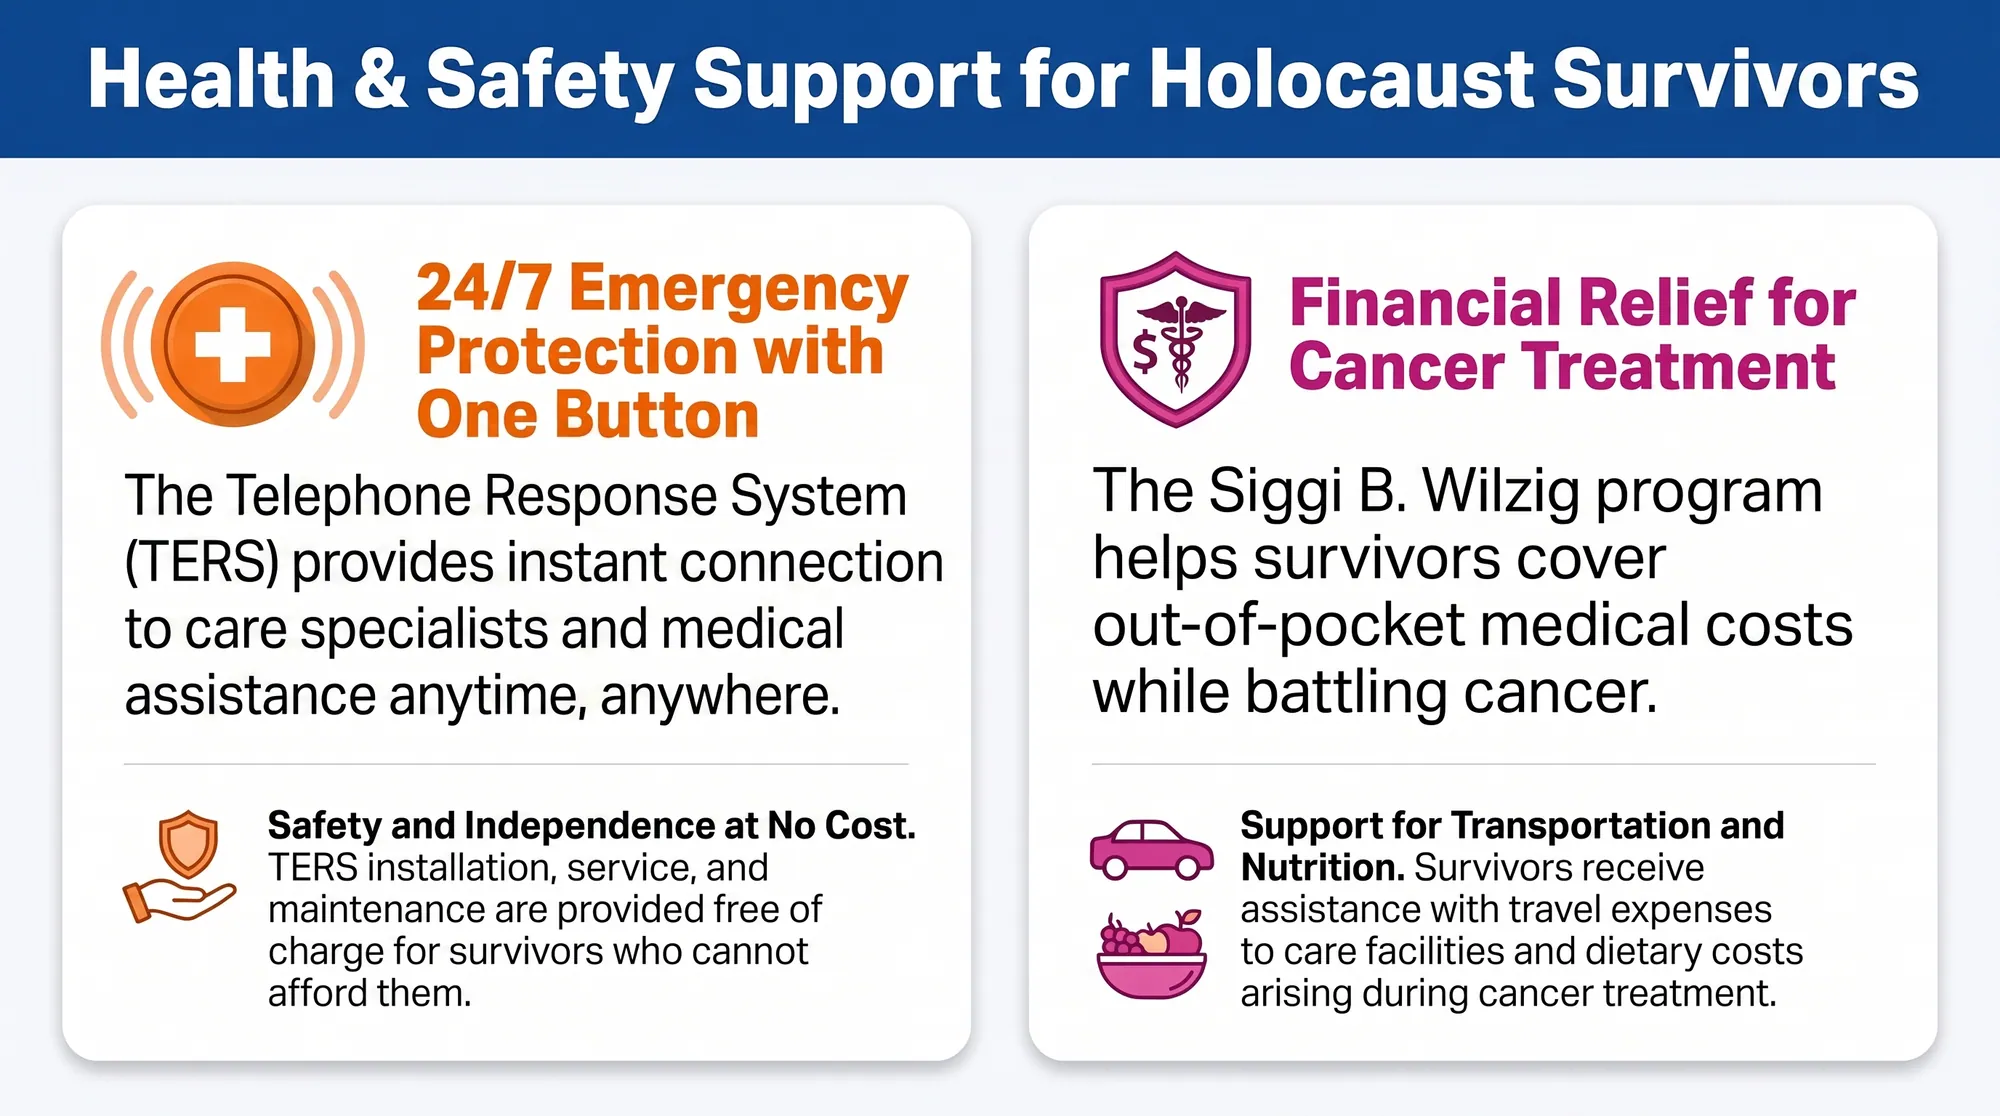 Health & Safety Support for Holocaust Survivors
24/7 Emergency
Protection with
One Button
The Telephone Response System
(TERS) provides instant connection
to care specialists and medical
assistance anytime, anywhere.
Safety and Independence at No Cost.
TERS installation, service, and
maintenance are provided free of
charge for survivors who cannot
afford them.
$
Financial Relief for
Cancer Treatment
The Siggi B. Wilzig program
helps survivors cover
out-of-pocket medical costs
while battling cancer.
Support for Transportation and
Nutrition. Survivors receive
assistance with travel expenses
to care facilities and dietary costs
arising during cancer treatment.